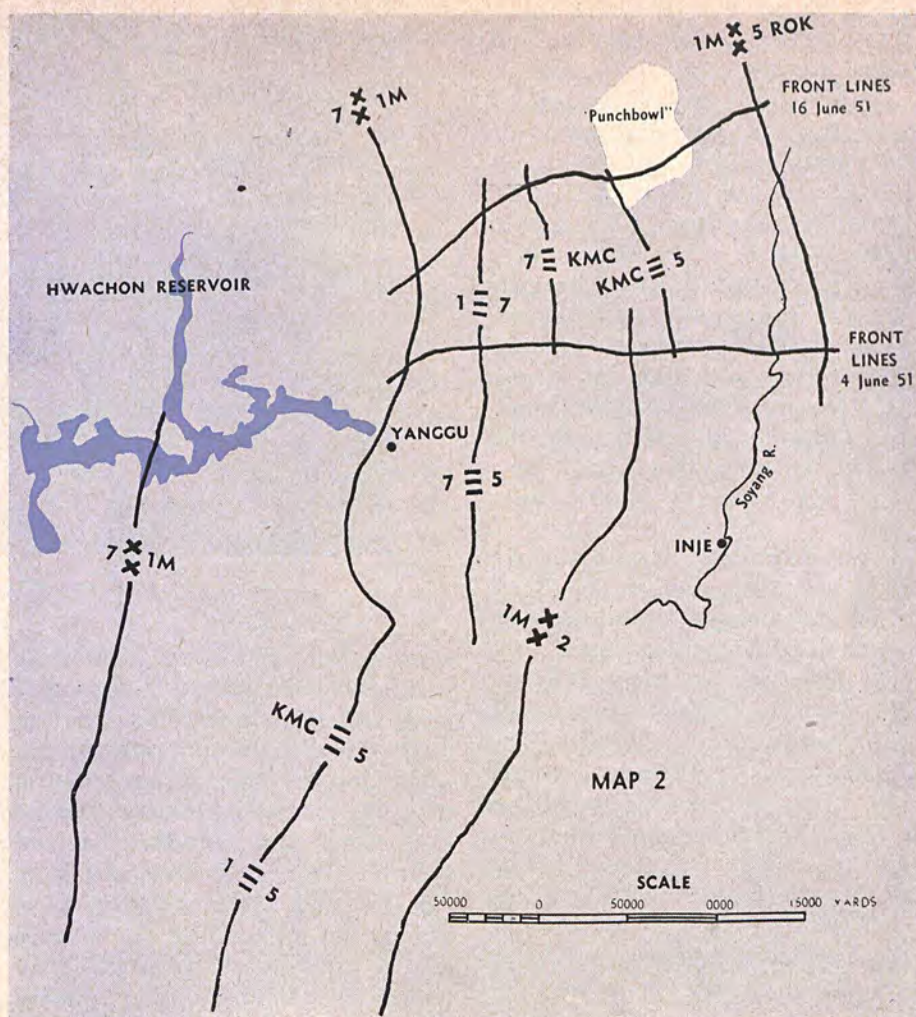 1M 5 ROK
7 1M
FRONT LINES
16 June 51
'Punchbowl"
7 KMC
KMC 5
HWACHON RESERVOIR
1 7
FRONT
LINES
4 June 51
YANGGU
7 5
Soyang R.
INJE
7 1M
1M 2
KMC 5
MAP 2
1 5
SCALE
50000 0 50000 0000 15000 YARDS